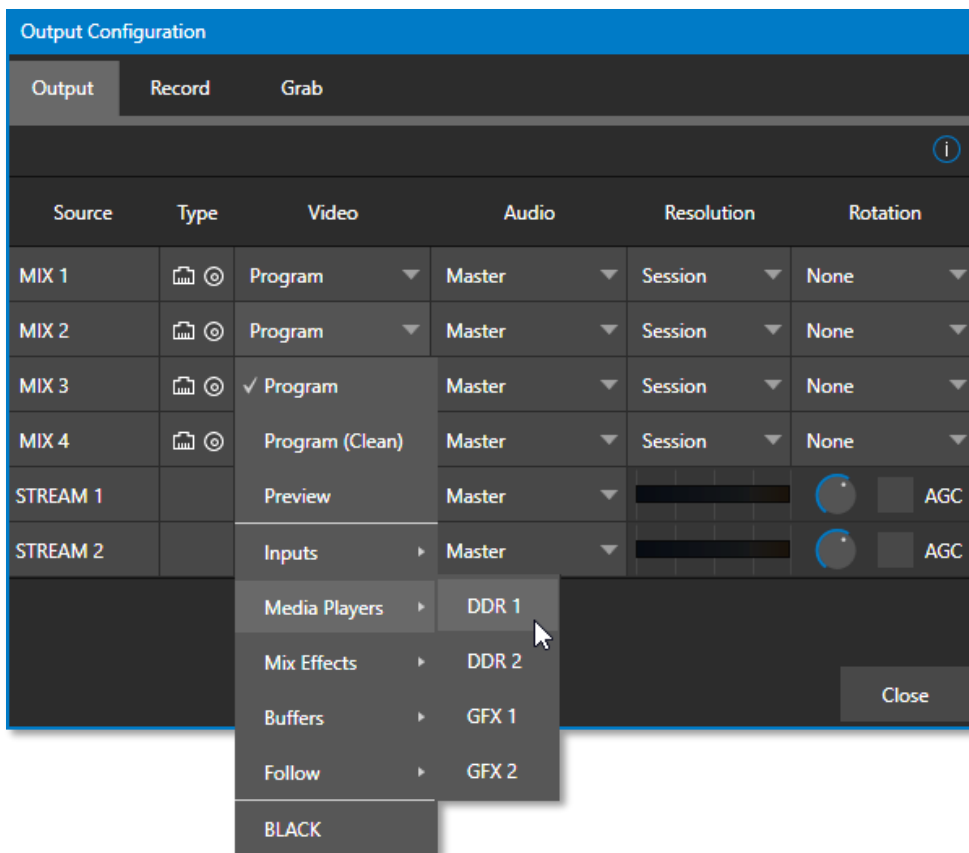 Output Configuration
Output Record Grab
i
Source Type Video Audio Resolution Rotation
MIX 1 Program Master Session None
MIX 2 Program Master Session None
MIX 3 ✓ Program Master Session None
MIX 4 Program (Clean) Master Session None
STREAM 1 Preview Master AGC
STREAM 2 Inputs Master AGC
Media Players DDR 1
Mix Effects DDR 2
Close
Buffers GFX 1
Follow GFX 2
BLACK